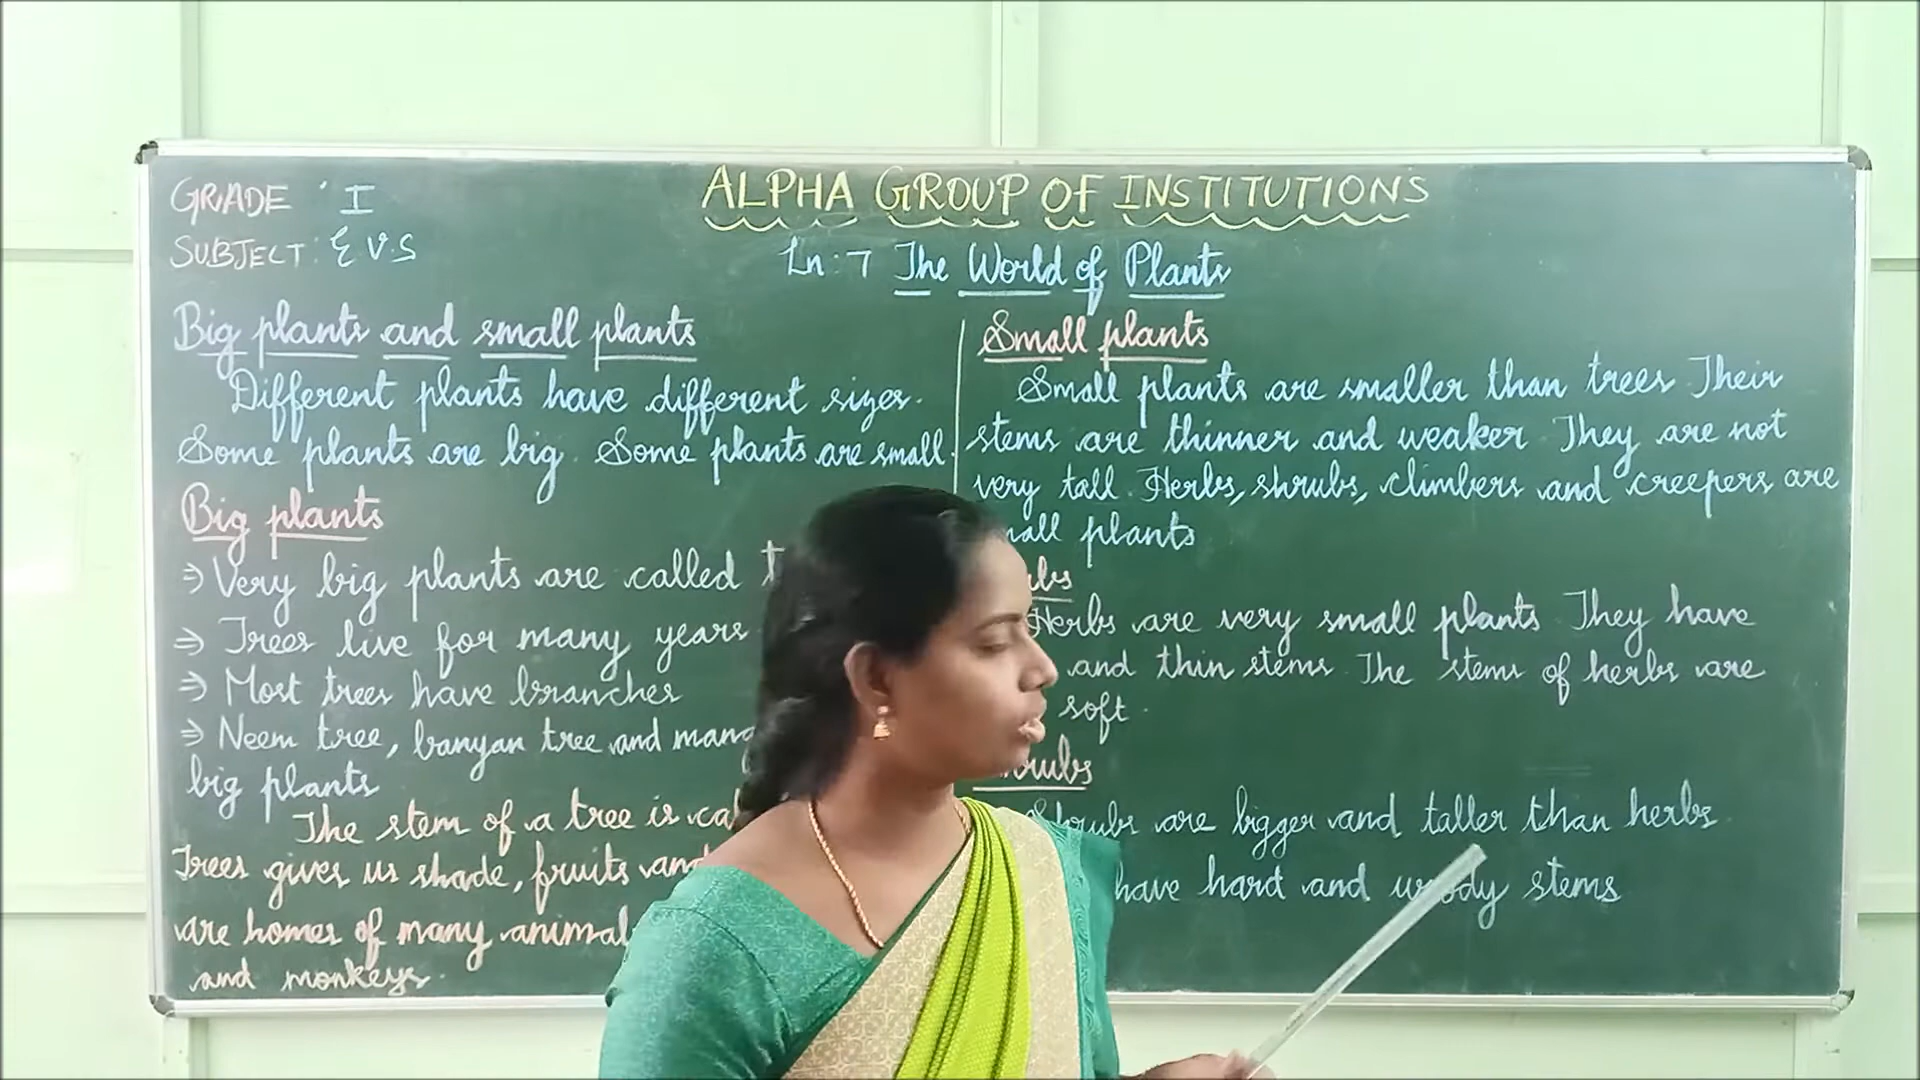 GRADE : I
SUBJECT : E V S
ALPHA GROUP OF INSTITUTIONS
Ln : 7 The World of Plants
Big plants and small plants
Different plants have different sizes.
Some plants are big. Some plants are small.
Big plants
⇒ Very big plants are called
⇒ Trees live for many years
⇒ Most trees have branches
⇒ Neem tree, banyan tree and
big plants
The stem of a tree is
Trees gives us shade, fruits and
are homes of many
and monkeys.
Small plants
Small plants are smaller than trees Their
stems are thinner and weaker They are not
very tall. Herbs, shrubs, climbers and creepers are
plants
Herbs are very small plants They have
and thin stems. The stems of herbs are
soft.
are bigger and taller than herbs
have hard and woody stems